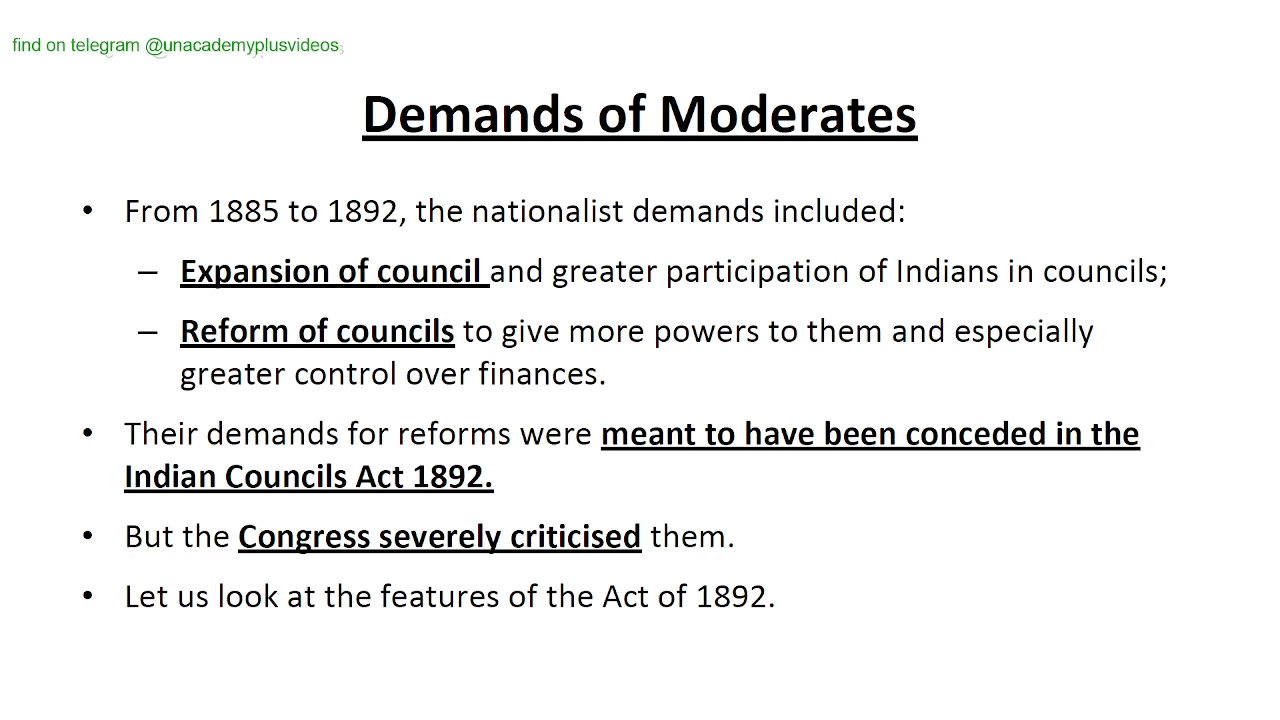 find on telegram @unacademyplusvideos
Demands of Moderates
• From 1885 to 1892, the nationalist demands included:
– Expansion of council and greater participation of Indians in councils;
– Reform of councils to give more powers to them and especially
greater control over finances.
• Their demands for reforms were meant to have been conceded in the
Indian Councils Act 1892.
• But the Congress severely criticised them.
• Let us look at the features of the Act of 1892.